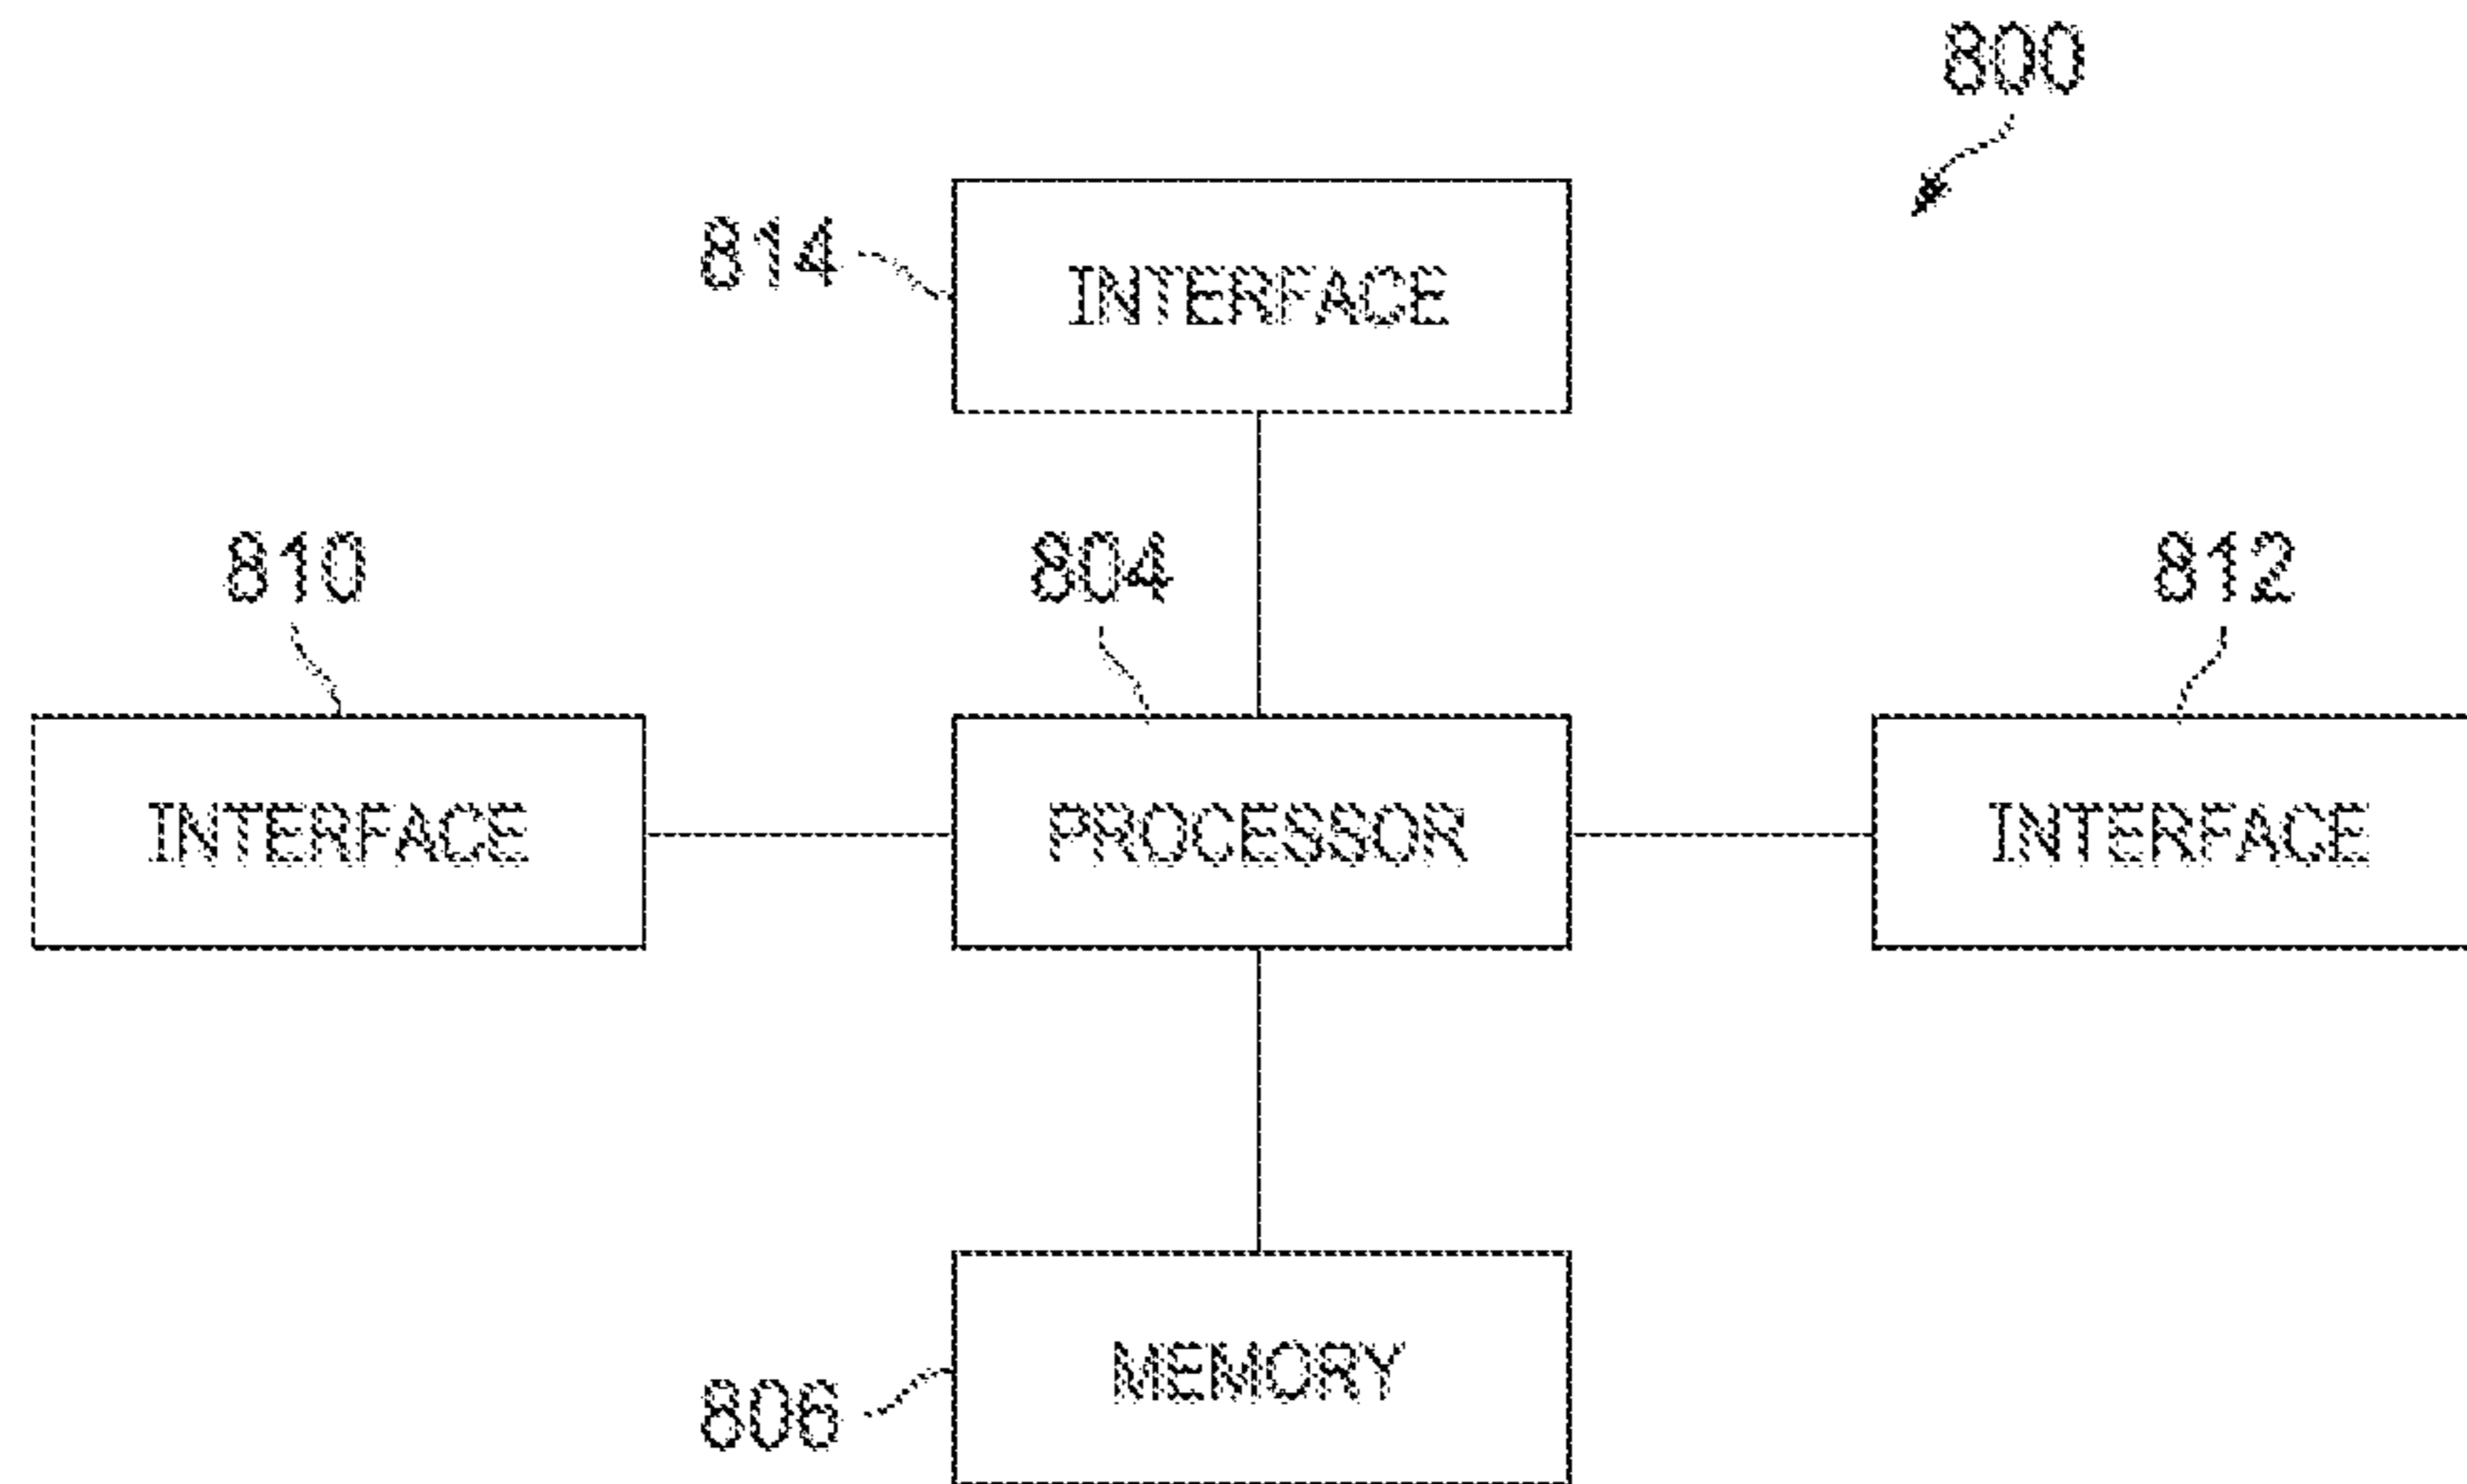 800
814
INTERFACE
810
804
812
INTERFACE
PROCESSOR
INTERFACE
MEMORY
806